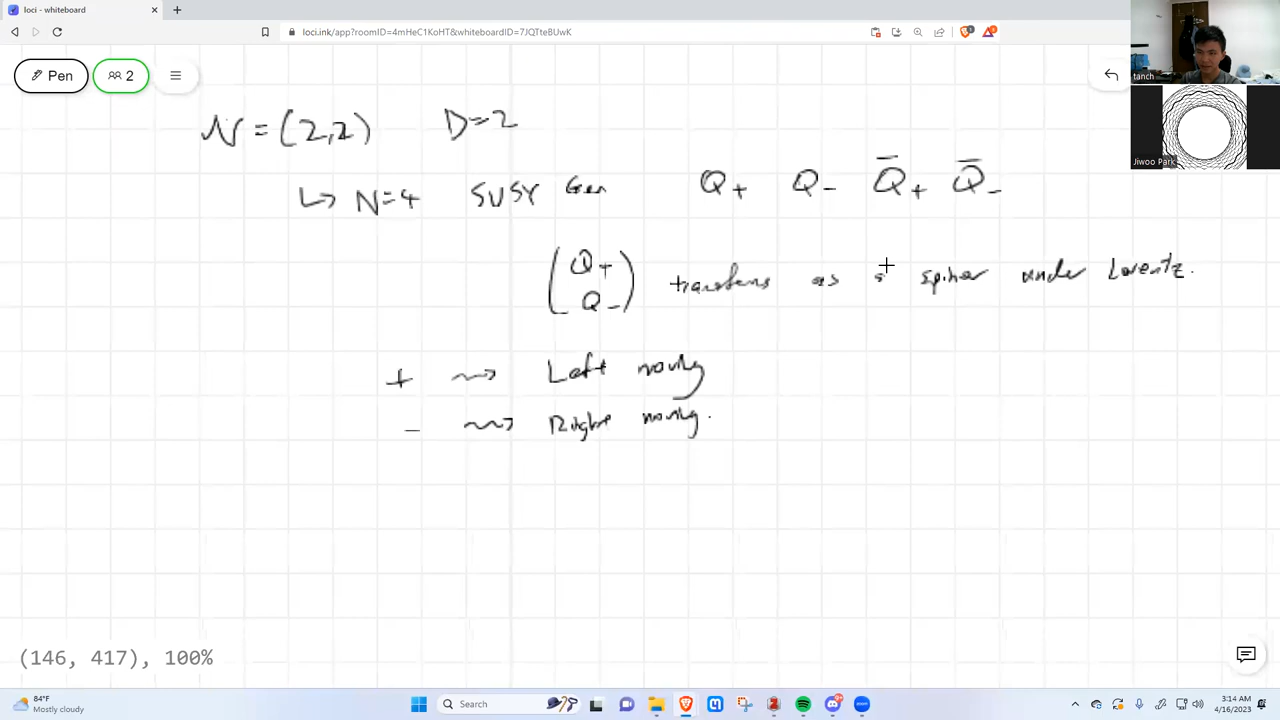 loci - whiteboard
loci.ink/app?roomID=4mHeC1KoHT&whiteboardID=7JQTteBUwK
Pen
2
tanch
Jiwoo Park
N = (2,2) D=2
↳ N=4 SUSY Gen Q₊ Q₋ Q̄₊ Q̄₋
(Q₊ Q₋) transforms as a spinor under Lorentz.
+ ⇝ Left moving
− ⇝ Right moving.
(146, 417), 100%
84°F
Mostly cloudy
Search
3:14 AM
4/16/2023